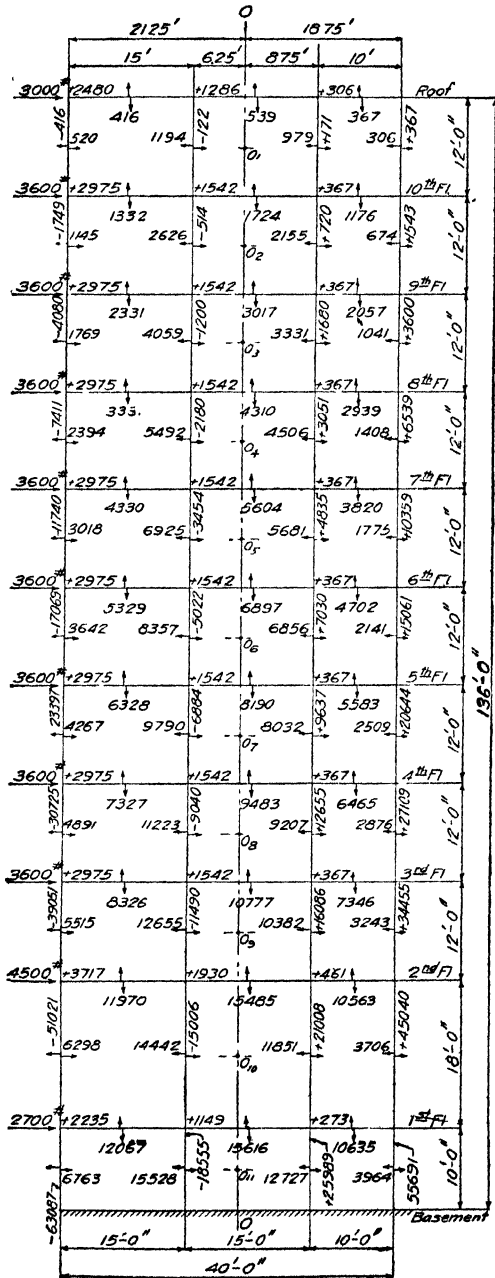 O
2125' 1875'
15' 6.25' 875' 10'
3000# +2480 +1286 +306 Roof
-416 416 -122 539 +171 367 +367
520 1194 O1 979 306 12'-0"
3600# +2975 +1542 +367 10th Fl
-1749 1332 -514 1724 +720 1176 +1543
1145 2626 O2 2155 674 12'-0"
3600# +2975 +1542 +367 9th Fl
-4080 2331 -1200 3017 +1680 2057 +3600
1769 4059 O3 3331 1041 12'-0"
3600# +2975 +1542 +367 8th Fl
-7411 333. -2180 4310 +3051 2939 +6539
2394 5492 O4 4506 1408 12'-0"
3600# +2975 +1542 +367 7th Fl
-11740 4330 -3454 5604 +4835 3820 +10359
3018 6925 O5 5681 1775 12'-0"
3600# +2975 +1542 +367 6th Fl
-17069 5329 -5022 6897 +7030 4702 +15061
3642 8357 O6 6856 2141 12'-0"
3600# +2975 +1542 +367 5th Fl
23397 6328 -6884 8190 +9637 5583 +20644
4267 9790 O7 8032 2509 12'-0"
136'-0"
3600# +2975 +1542 +367 4th Fl
-30725 7327 -9040 9483 +12655 6465 +27109
4891 11223 O8 9207 2876 12'-0"
3600# +2975 +1542 +367 3rd Fl
-39051 8326 -11490 10777 +16086 7346 +34455
5515 12655 O9 10382 3243 12'-0"
4500# +3717 +1930 +461 2nd Fl
-51021 11970 -15006 15485 +21008 10563 +45040
6298 14442 O10 11851 3706 18'-0"
2700# +2235 +1149 +273 1st Fl
12067 -18555 15616 +25989 10635 55691
-63087 6763 15528 O11 12727 3964 10'-0"
O Basement
15'-0" 15'-0" 10'-0"
40'-0"